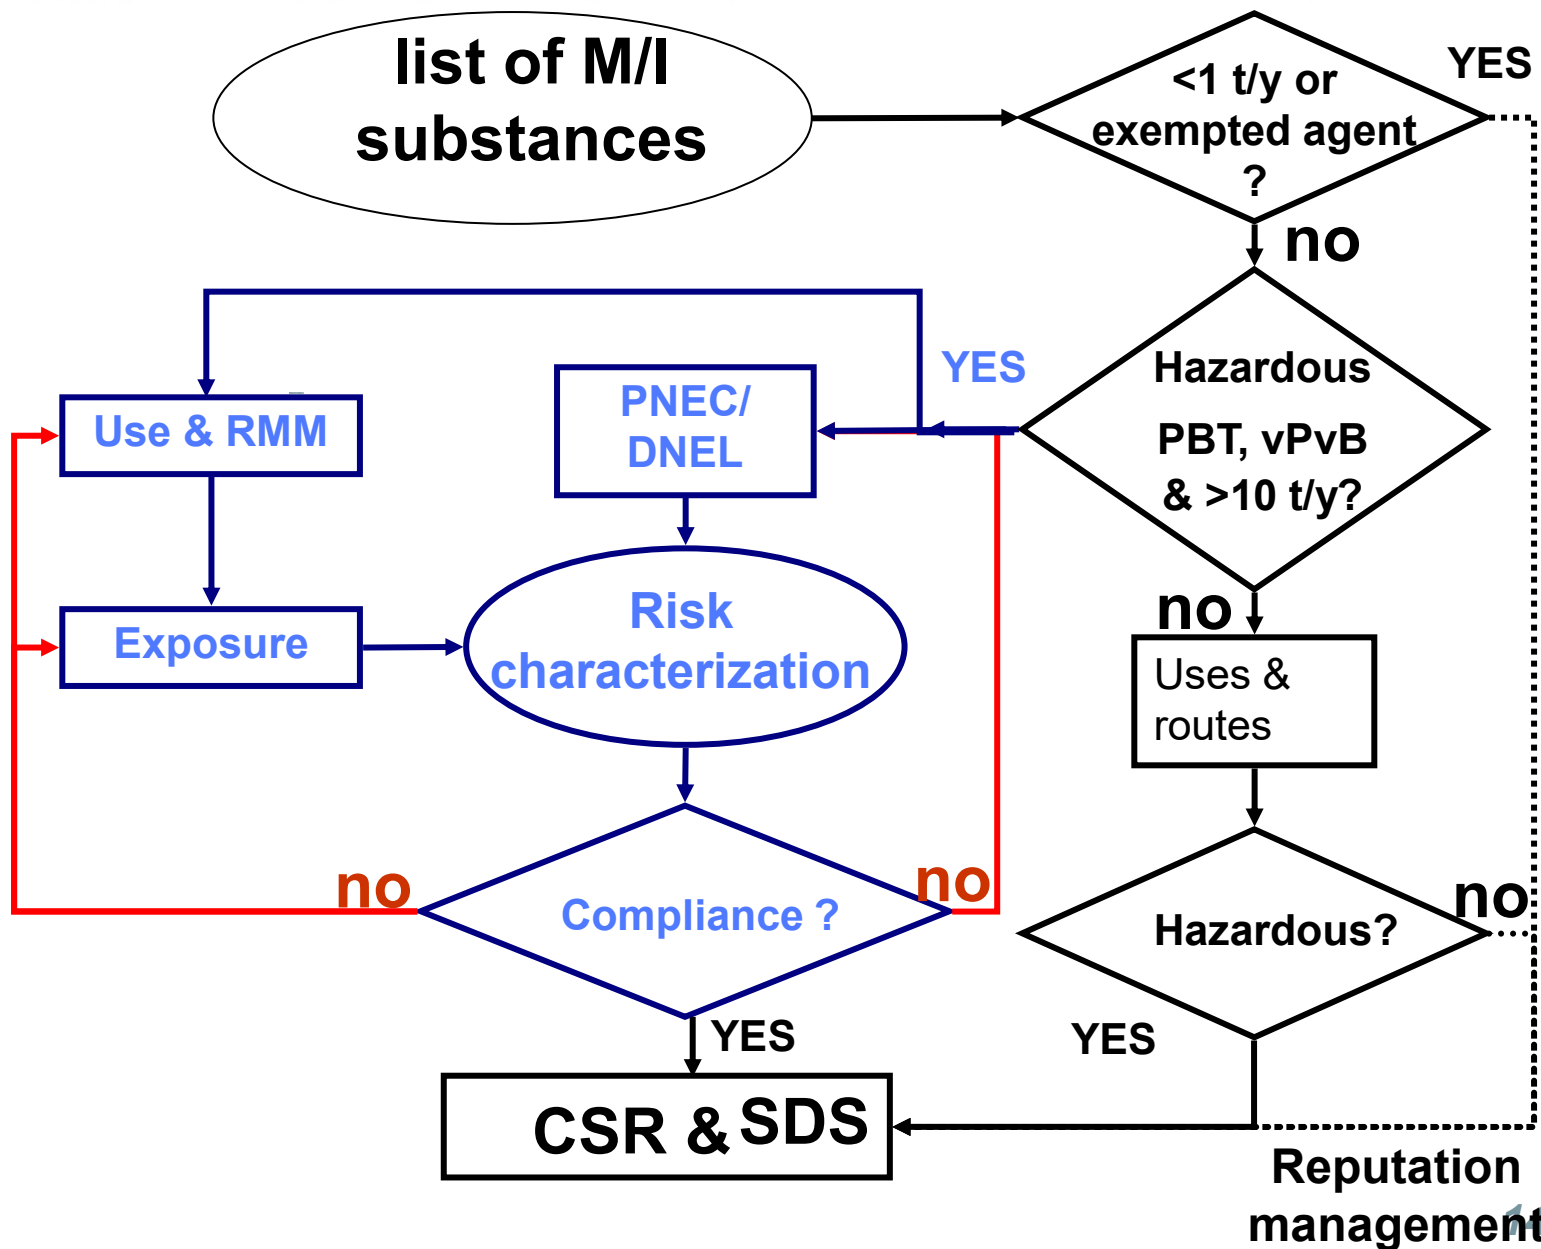 list of M/I
substances
<1 t/y or
exempted agent
?
YES
no
Hazardous
PBT, vPvB
& >10 t/y?
YES
PNEC/
DNEL
Use & RMM
Exposure
Risk
characterization
no
Uses &
routes
Compliance ?
no
no
Hazardous?
no
YES
YES
CSR & SDS
Reputation
management